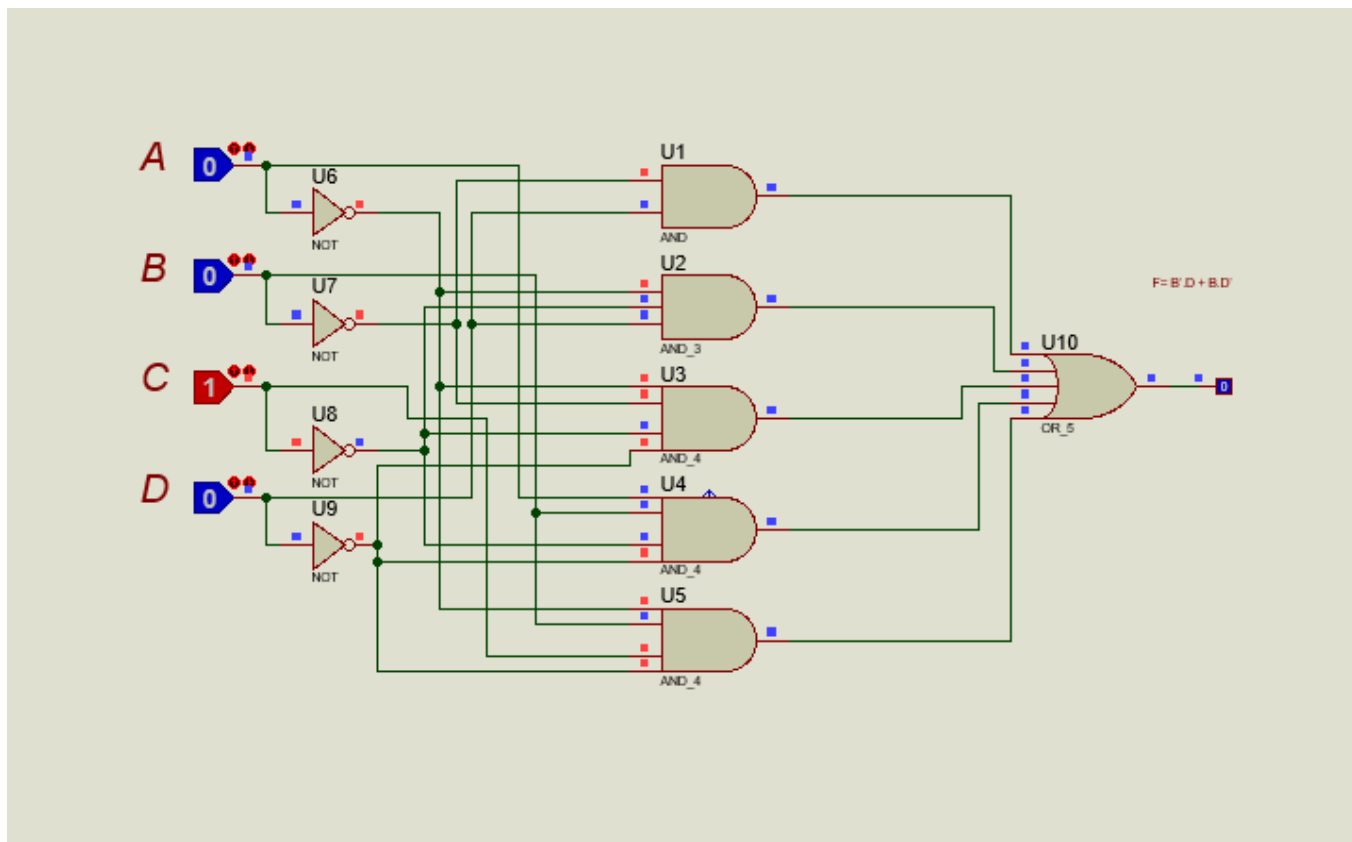 A
0
U6
NOT
B
0
U7
NOT
C
1
U8
NOT
D
0
U9
NOT
U1
AND
U2
AND_3
U3
AND_4
U4
AND_4
U5
AND_4
F= B'.D + B.D'
U10
OR_5
0